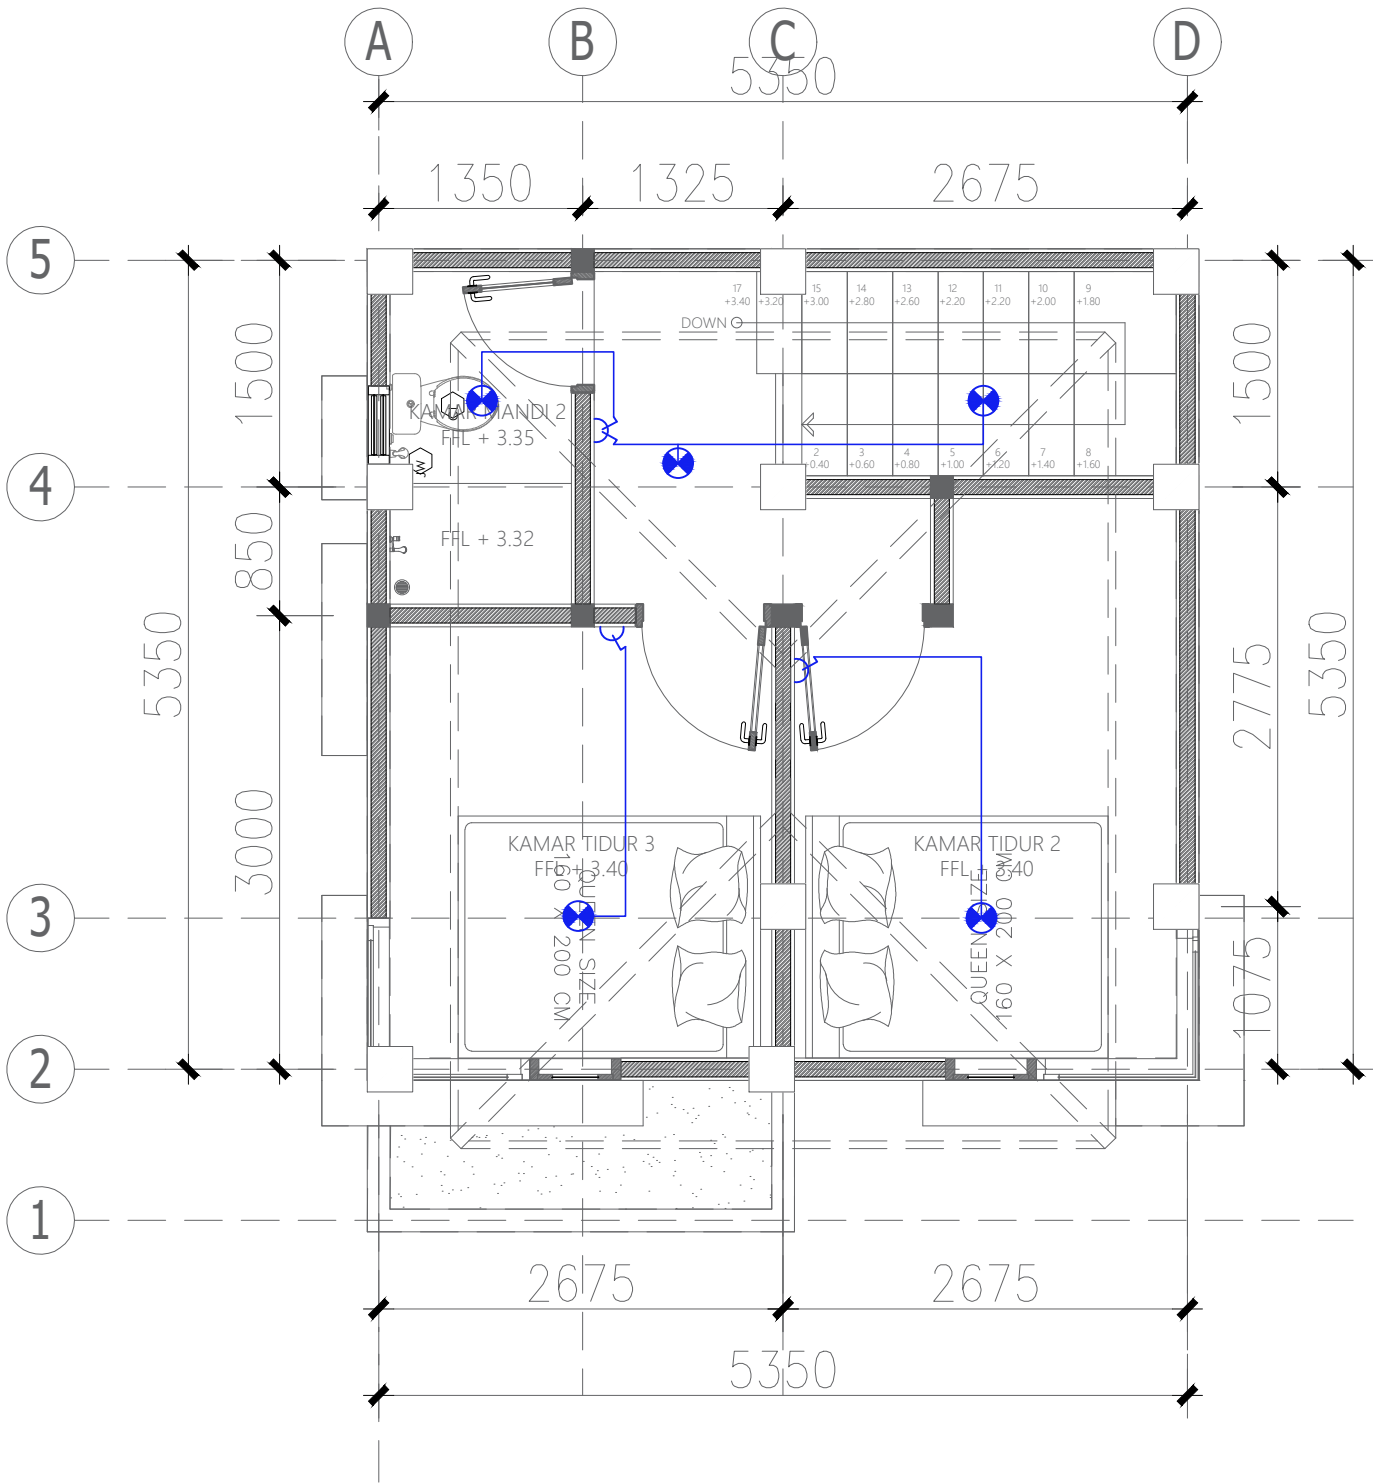 A B C D
5350
1350 1325 2675
5
17 15 14 13 12 11 10 9
+3.40 +3.20 +3.00 +2.80 +2.60 +2.20 +2.20 +2.00 +1.80
DOWN
1500
1500
KAMAR MANDI 2
FFL + 3.35
2 3 4 5 6 7 8
+0.40 +0.60 +0.80 +1.00 +1.20 +1.40 +1.60
4
850
FFL + 3.32
5350
2775
5350
3000
KAMAR TIDUR 3
FFL + 3.40
QUEEN SIZE
160 X 200 CM
KAMAR TIDUR 2
FFL + 3.40
QUEEN SIZE
160 X 200 CM
3
1075
2
1
2675 2675
5350